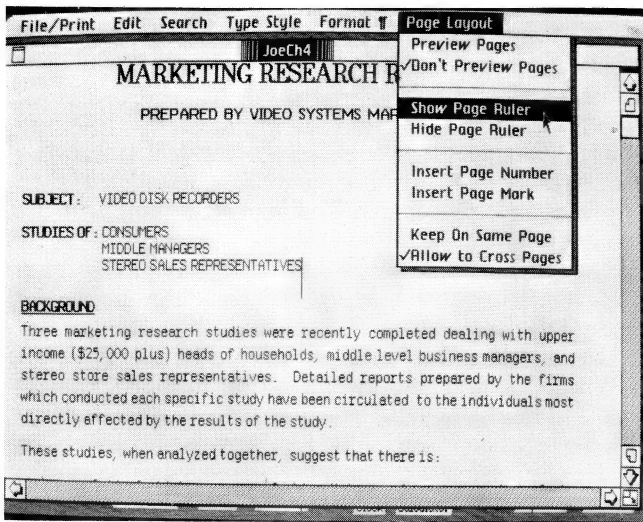 File/Print Edit Search Type Style Format ¶ Page Layout
JoeCh4
Preview Pages
✓Don't Preview Pages
Show Page Ruler
Hide Page Ruler
Insert Page Number
Insert Page Mark
Keep On Same Page
✓Allow to Cross Pages
MARKETING RESEARCH R
PREPARED BY VIDEO SYSTEMS MAR
SUBJECT: VIDEO DISK RECORDERS
STUDIES OF: CONSUMERS
MIDDLE MANAGERS
STEREO SALES REPRESENTATIVES
BACKGROUND
Three marketing research studies were recently completed dealing with upper
income ($25,000 plus) heads of households, middle level business managers, and
stereo store sales representatives. Detailed reports prepared by the firms
which conducted each specific study have been circulated to the individuals most
directly affected by the results of the study.
These studies, when analyzed together, suggest that there is: